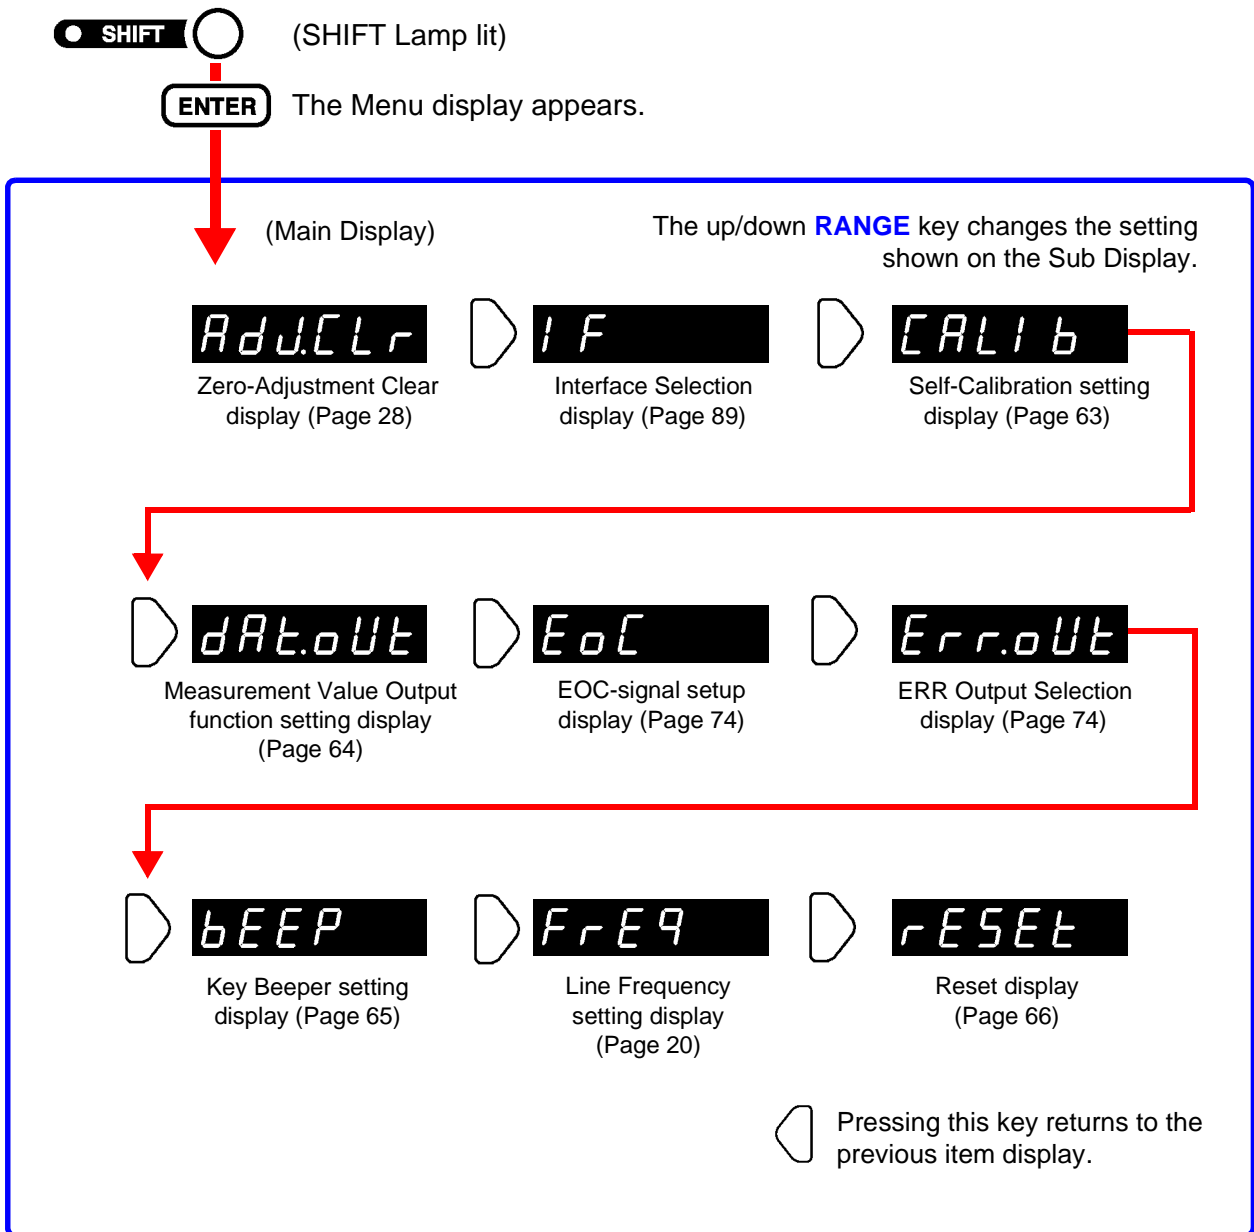 SHIFT
(SHIFT Lamp lit)
ENTER
The Menu display appears.
(Main Display)
The up/down RANGE key changes the setting
shown on the Sub Display.
AdJ.CLr
IF
CALIb
Zero-Adjustment Clear
display (Page 28)
Interface Selection
display (Page 89)
Self-Calibration setting
display (Page 63)
dAt.oUt
EoC
Err.oUt
Measurement Value Output
function setting display
(Page 64)
EOC-signal setup
display (Page 74)
ERR Output Selection
display (Page 74)
bEEP
FrEq
rESEt
Key Beeper setting
display (Page 65)
Line Frequency
setting display
(Page 20)
Reset display
(Page 66)
Pressing this key returns to the
previous item display.